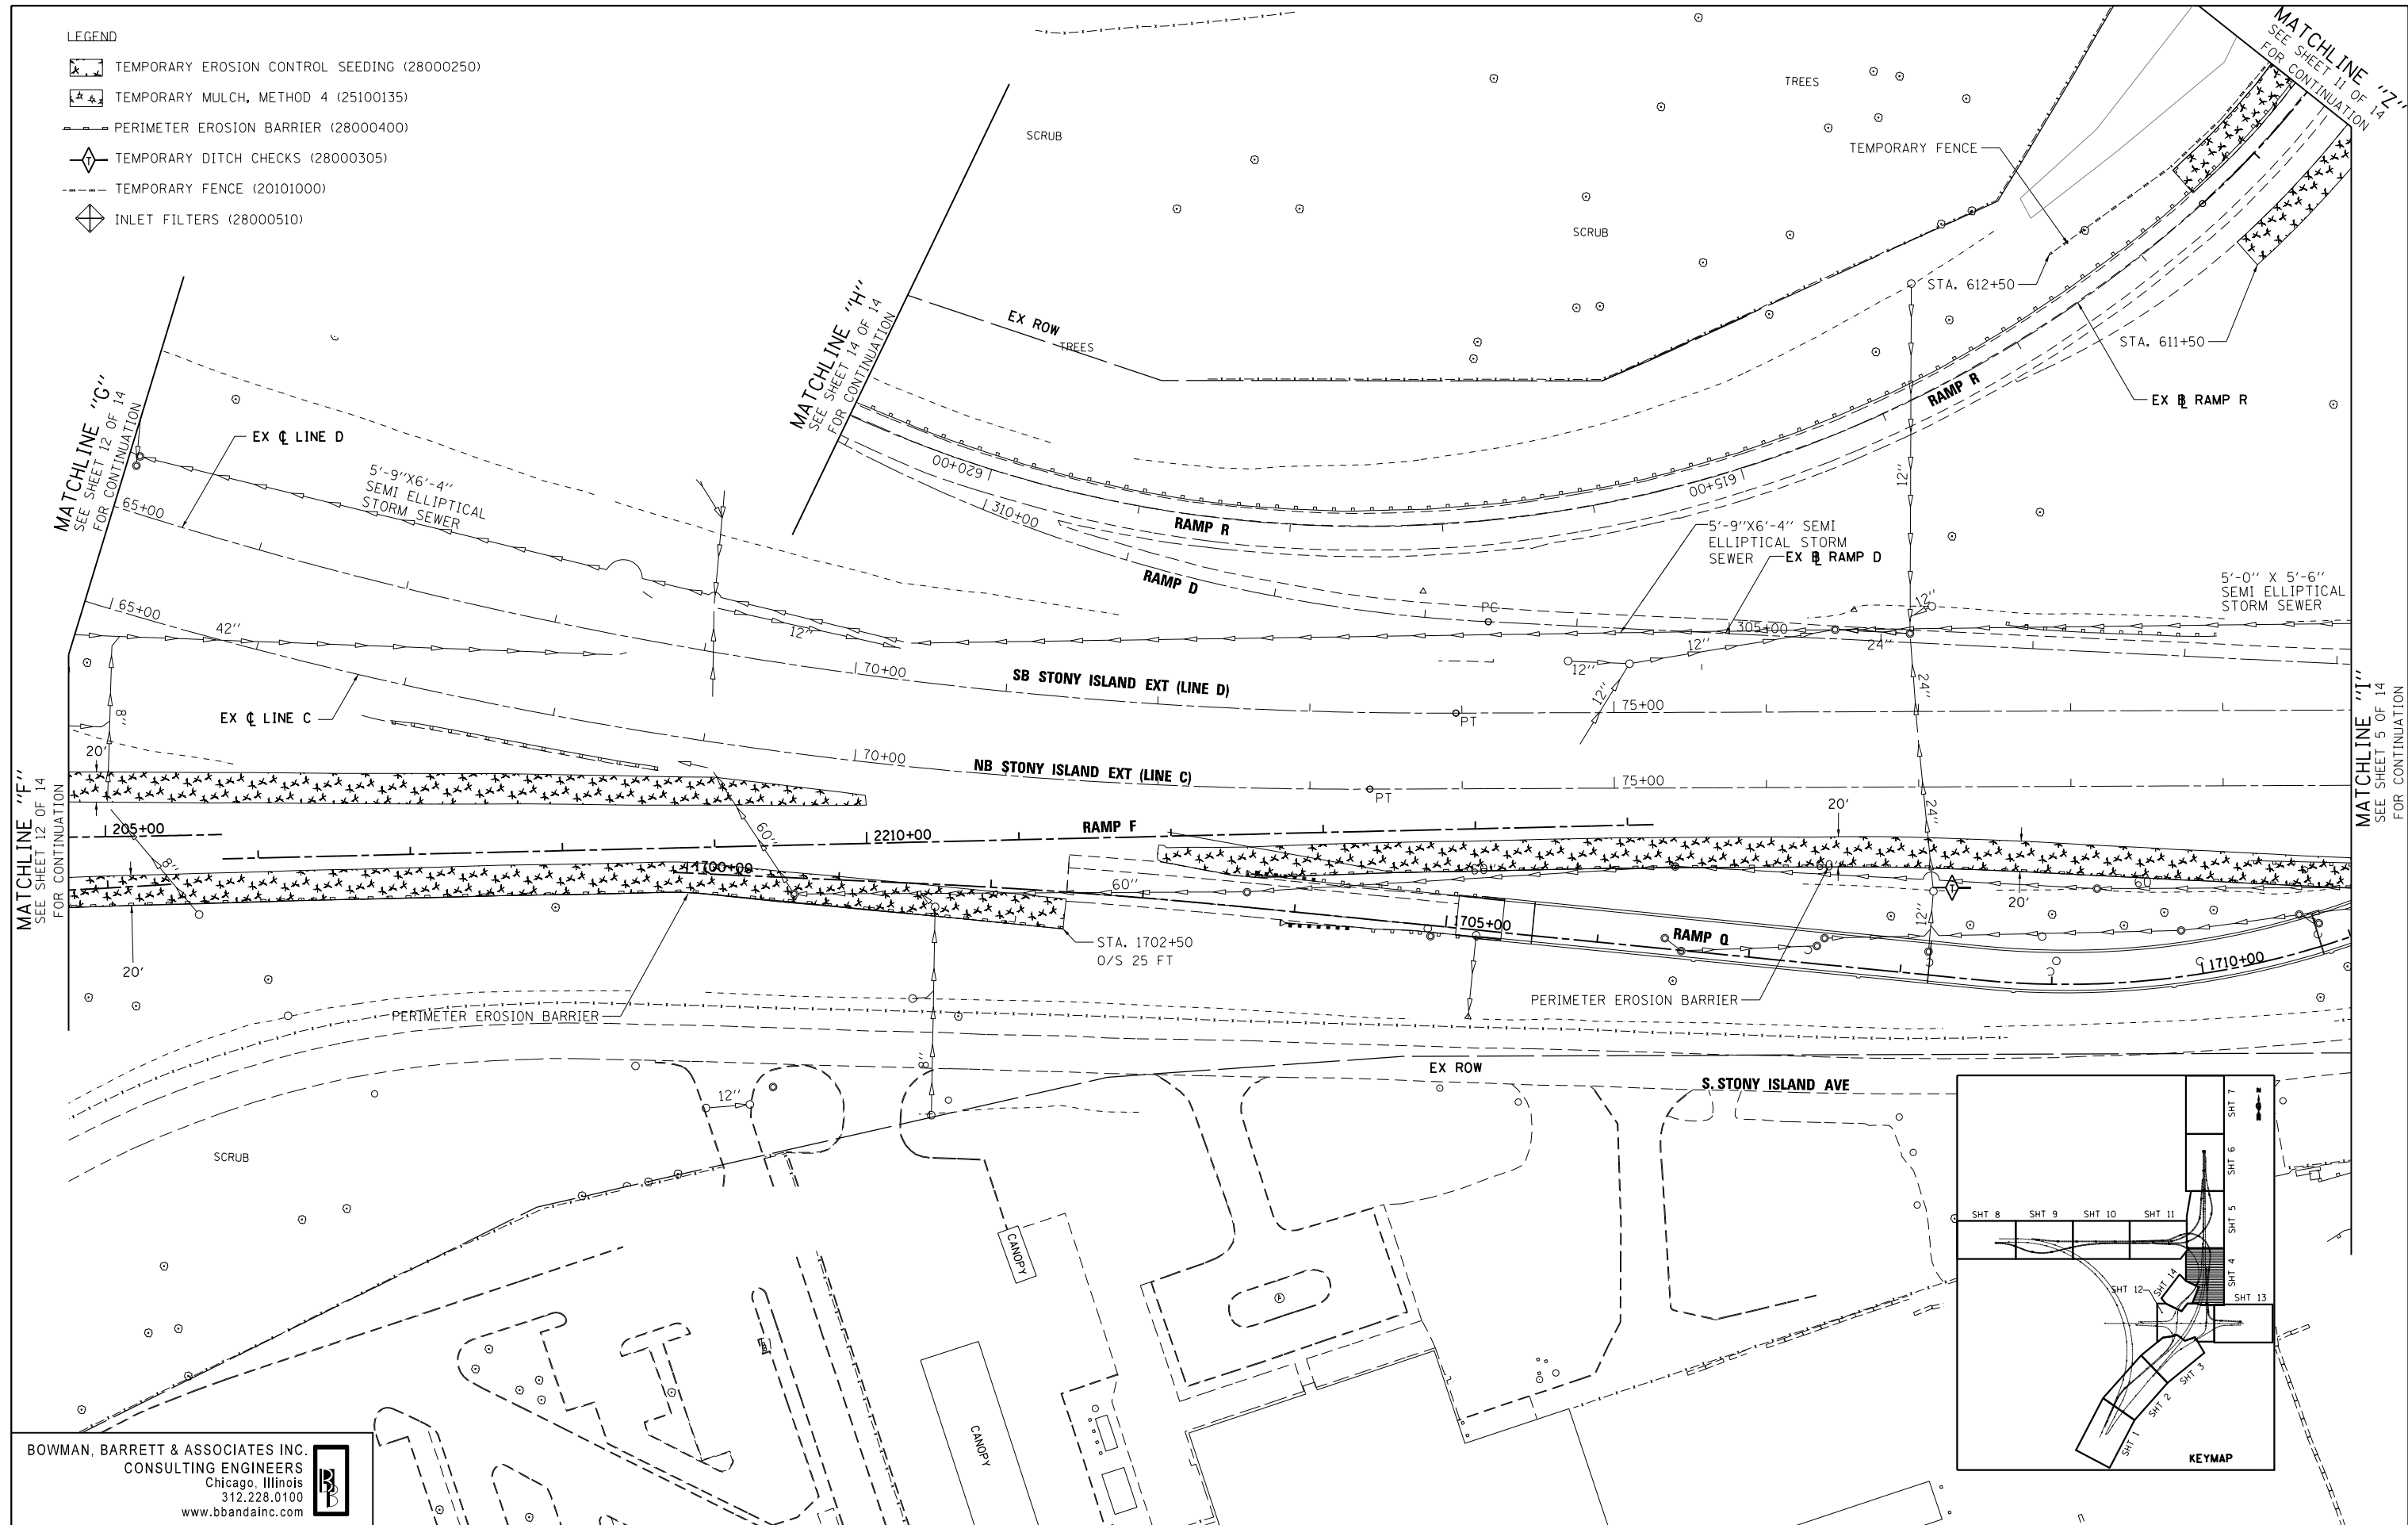 LEGEND
TEMPORARY EROSION CONTROL SEEDING (28000250)
TEMPORARY MULCH, METHOD 4 (25100135)
PERIMETER EROSION BARRIER (28000400)
T
TEMPORARY DITCH CHECKS (28000305)
TEMPORARY FENCE (20101000)
INLET FILTERS (28000510)
MATCHLINE "Z"
SEE SHEET 11 OF 14
FOR CONTINUATION
TREES
SCRUB
TEMPORARY FENCE
SCRUB
STA. 612+50
STA. 611+50
EX ROW
TREES
MATCHLINE "H"
SEE SHEET 14 OF 14
FOR CONTINUATION
MATCHLINE "G"
SEE SHEET 12 OF 14
FOR CONTINUATION
EX ℄ LINE D
RAMP R
EX B RAMP R
5'-9"X6'-4"
SEMI ELLIPTICAL
STORM SEWER
65+00
620+00
615+00
12"
310+00
RAMP R
5'-9"X6'-4" SEMI
ELLIPTICAL STORM
SEWER
EX B RAMP D
RAMP D
5'-0" X 5'-6"
SEMI ELLIPTICAL
STORM SEWER
65+00
42"
12"
PC
305+00
12"
12"
24"
12"
70+00
SB STONY ISLAND EXT (LINE D)
12"
24"
EX ℄ LINE C
8"
PT
75+00
MATCHLINE "I"
SEE SHEET 5 OF 14
FOR CONTINUATION
20'
70+00
NB STONY ISLAND EXT (LINE C)
75+00
PT
MATCHLINE "F"
SEE SHEET 12 OF 14
FOR CONTINUATION
205+00
60"
2210+00
RAMP F
20'
24"
8"
1700+00
60"
60"
60"
60
T
20'
12"
20'
STA. 1702+50
O/S 25 FT
1705+00
RAMP Q
1710+00
PERIMETER EROSION BARRIER
PERIMETER EROSION BARRIER
8"
EX ROW
S. STONY ISLAND AVE
12"
SCRUB
CANOPY
CANOPY
SHT 7
N
SHT 6
SHT 5
SHT 8
SHT 9
SHT 10
SHT 11
SHT 4
SHT 14
SHT 12
SHT 13
SHT 3
SHT 2
SHT 1
KEYMAP
BOWMAN, BARRETT & ASSOCIATES INC.
CONSULTING ENGINEERS
Chicago, Illinois
312.228.0100
www.bbandainc.com